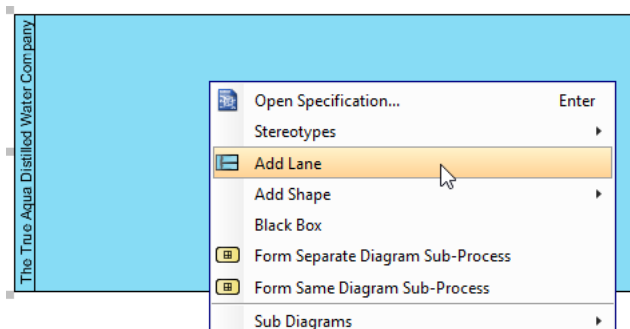 The True Aqua Distilled Water Company
Open Specification... Enter
Stereotypes
Add Lane
Add Shape
Black Box
Form Separate Diagram Sub-Process
Form Same Diagram Sub-Process
Sub Diagrams